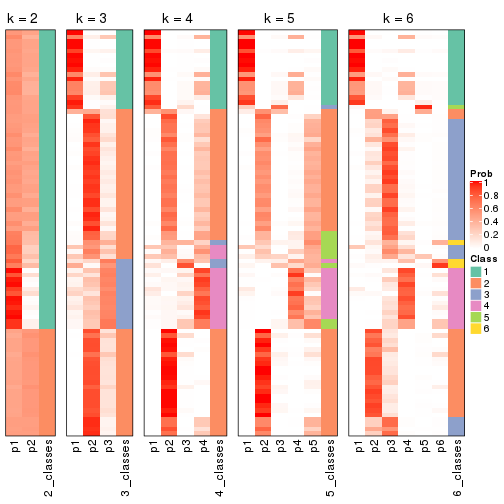 k = 2
k = 3
k = 4
k = 5
k = 6
p1
p2
2_classes
p1
p2
p3
3_classes
p1
p2
p3
p4
4_classes
p1
p2
p3
p4
p5
5_classes
p1
p2
p3
p4
p5
p6
6_classes
Prob
1
0.8
0.6
0.4
0.2
0
Class
1
2
3
4
5
6